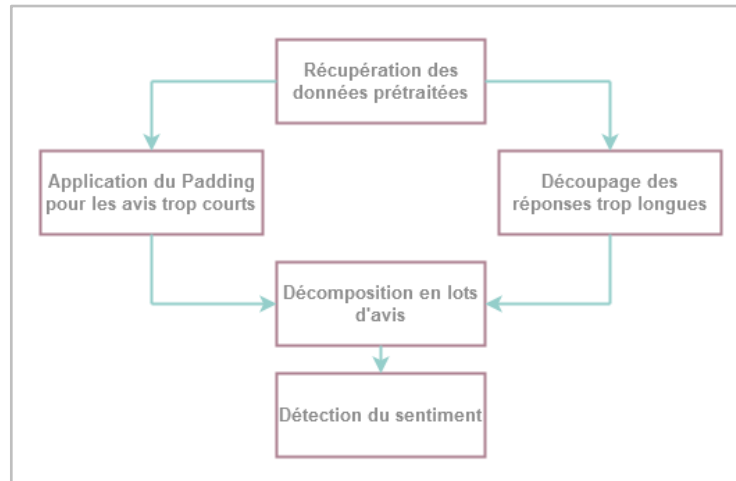 Récupération des
données prétraitées
Application du Padding
pour les avis trop courts
Découpage des
réponses trop longues
Décomposition en lots
d'avis
Détection du sentiment